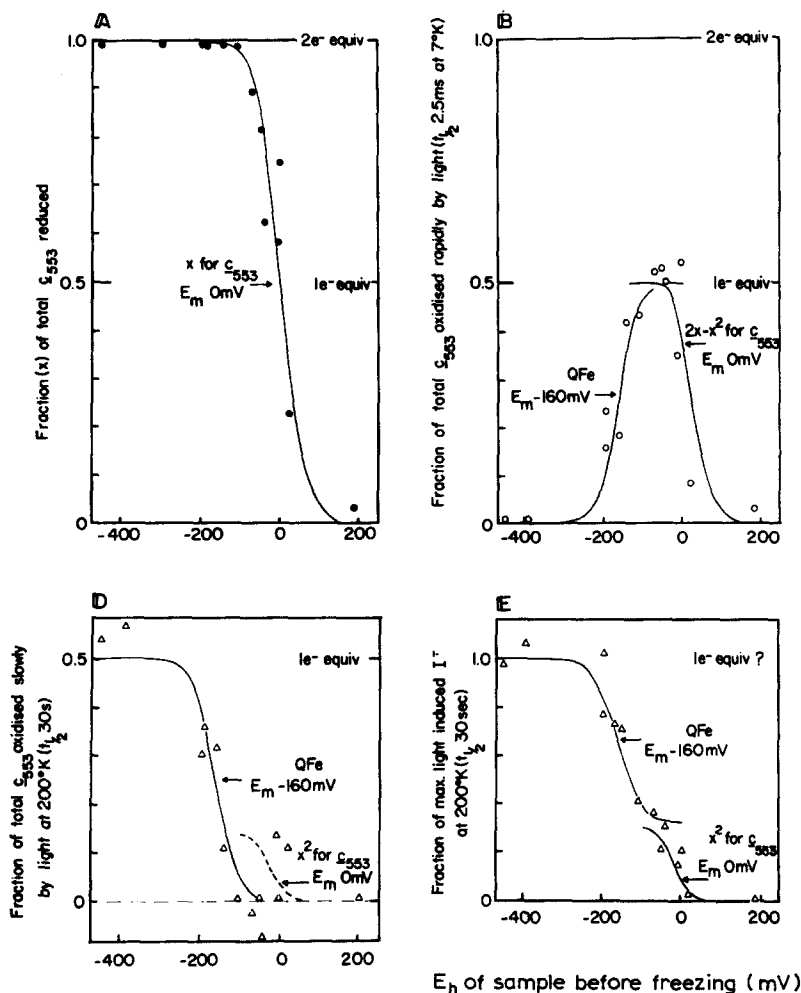 A
Fraction (x) of total c553 reduced
1.0
0.5
0
2e⁻ equiv
x for c553
Em 0mV
1e⁻ equiv
-400 -200 0 200
B
Fraction of total c553 oxidised rapidly by light (t½ 2.5ms at 7°K)
1.0
0.5
0
2e⁻ equiv
1e⁻ equiv
2x-x² for c553
Em 0mV
QFe
Em-160mV
-400 -200 0 200
D
Fraction of total c553 oxidised slowly
by light at 200°K (t½ 30s)
0.5
0
1e⁻ equiv
QFe
Em-160mV
x² for c553
Em 0mV
-400 -200 0 200
E
Fraction of max. light induced I⁻
at 200°K (t½ 30sec)
1.0
0
1e⁻ equiv ?
QFe
Em-160mV
x² for c553
Em 0mV
-400 -200 0 200
Eh of sample before freezing (mV)